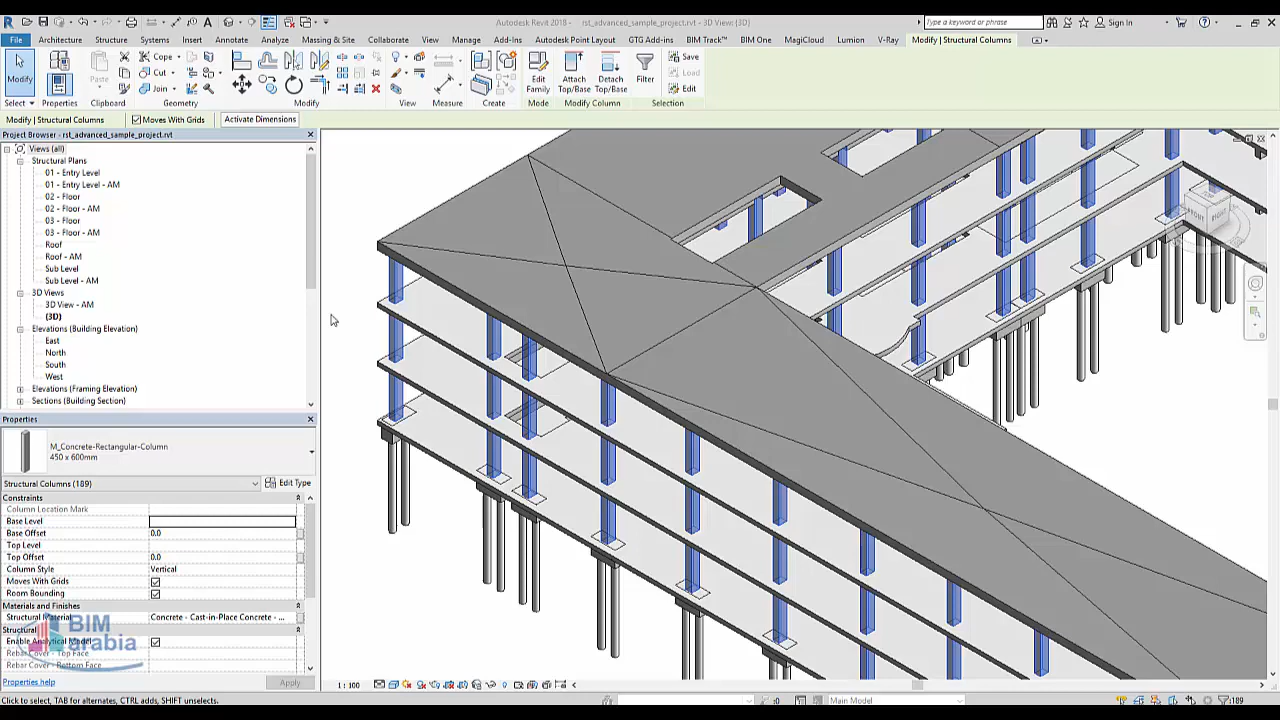 Autodesk Revit 2018 - rst_advanced_sample_project.rvt - 3D View: {3D}
Type a keyword or phrase
Sign In
File Architecture Structure Systems Insert Annotate Analyze Massing & Site Collaborate View Manage Add-Ins Autodesk Point Layout GTG Add-ins BIM Track™ BIM One MagiCloud Lumion V-Ray Modify | Structural Columns
Modify
Paste
Cope
Cut
Join
Edit Family
Attach Top/Base
Detach Top/Base
Filter
Save
Load
Edit
Select Properties Clipboard Geometry Modify View Measure Create Mode Modify Column Selection
Modify | Structural Columns Moves With Grids Activate Dimensions
Project Browser - rst_advanced_sample_project.rvt
Views (all)
Structural Plans
01 - Entry Level
01 - Entry Level - AM
02 - Floor
02 - Floor - AM
03 - Floor
03 - Floor - AM
Roof
Roof - AM
Sub Level
Sub Level - AM
3D Views
3D View - AM
{3D}
Elevations (Building Elevation)
East
North
South
West
Elevations (Framing Elevation)
Sections (Building Section)
Properties
M_Concrete-Rectangular-Column
450 x 600mm
Structural Columns (189) Edit Type
Constraints
Column Location Mark
Base Level
Base Offset 0.0
Top Level
Top Offset 0.0
Column Style Vertical
Moves With Grids
Room Bounding
Materials and Finishes
Structural Material Concrete - Cast-in-Place Concrete - ...
Structural
Enable Analytical Model
Rebar Cover - Top Face
Rebar Cover - Bottom Face
BIM
arabia
Properties help Apply
1 : 100
Click to select, TAB for alternates, CTRL adds, SHIFT unselects.
:0
Main Model
:189
TOP
FRONT
RIGHT